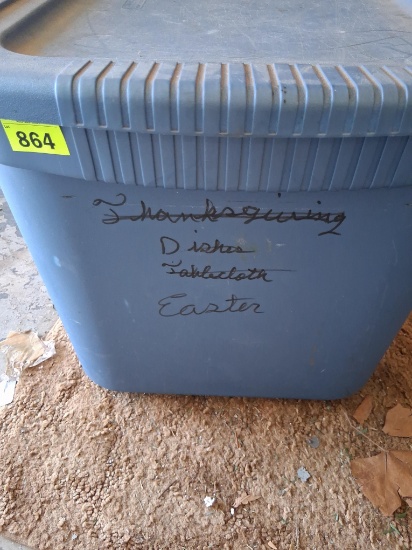 864
Thanksgiving
Dishes
Tablecloth
Easter